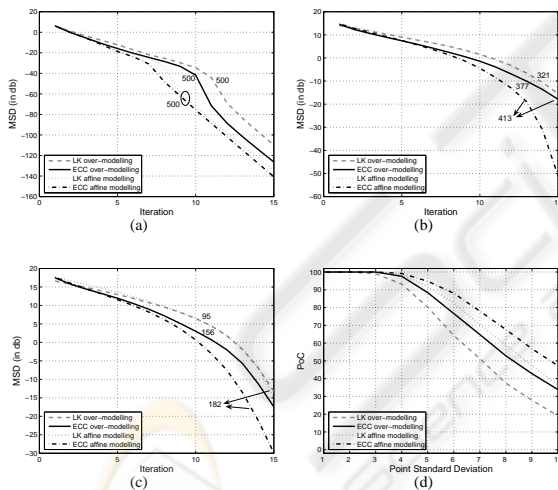 20
0
-20
-40
-60
-80
-100
-120
-140
-160
MSD (in db)
500
500
500
500
LK over-modelling
ECC over-modelling
LK affine modelling
ECC affine modelling
0 5 10 15
Iteration
(a)
20
10
0
-10
-20
-30
-40
-50
-60
MSD (in db)
321
377
413
LK over-modelling
ECC over-modelling
LK affine modelling
ECC affine modelling
0 5 10 15
Iteration
(b)
20
15
10
5
0
-5
-10
-15
-20
-25
-30
MSD (in db)
95
156
182
LK over-modelling
ECC over-modelling
LK affine modelling
ECC affine modelling
0 5 10 15
Iteration
(c)
100
90
80
70
60
50
40
30
20
10
0
PoC
LK over-modelling
ECC over-modelling
LK affine modelling
ECC affine modelling
1 2 3 4 5 6 7 8 9 10
Point Standard Deviation
(d)